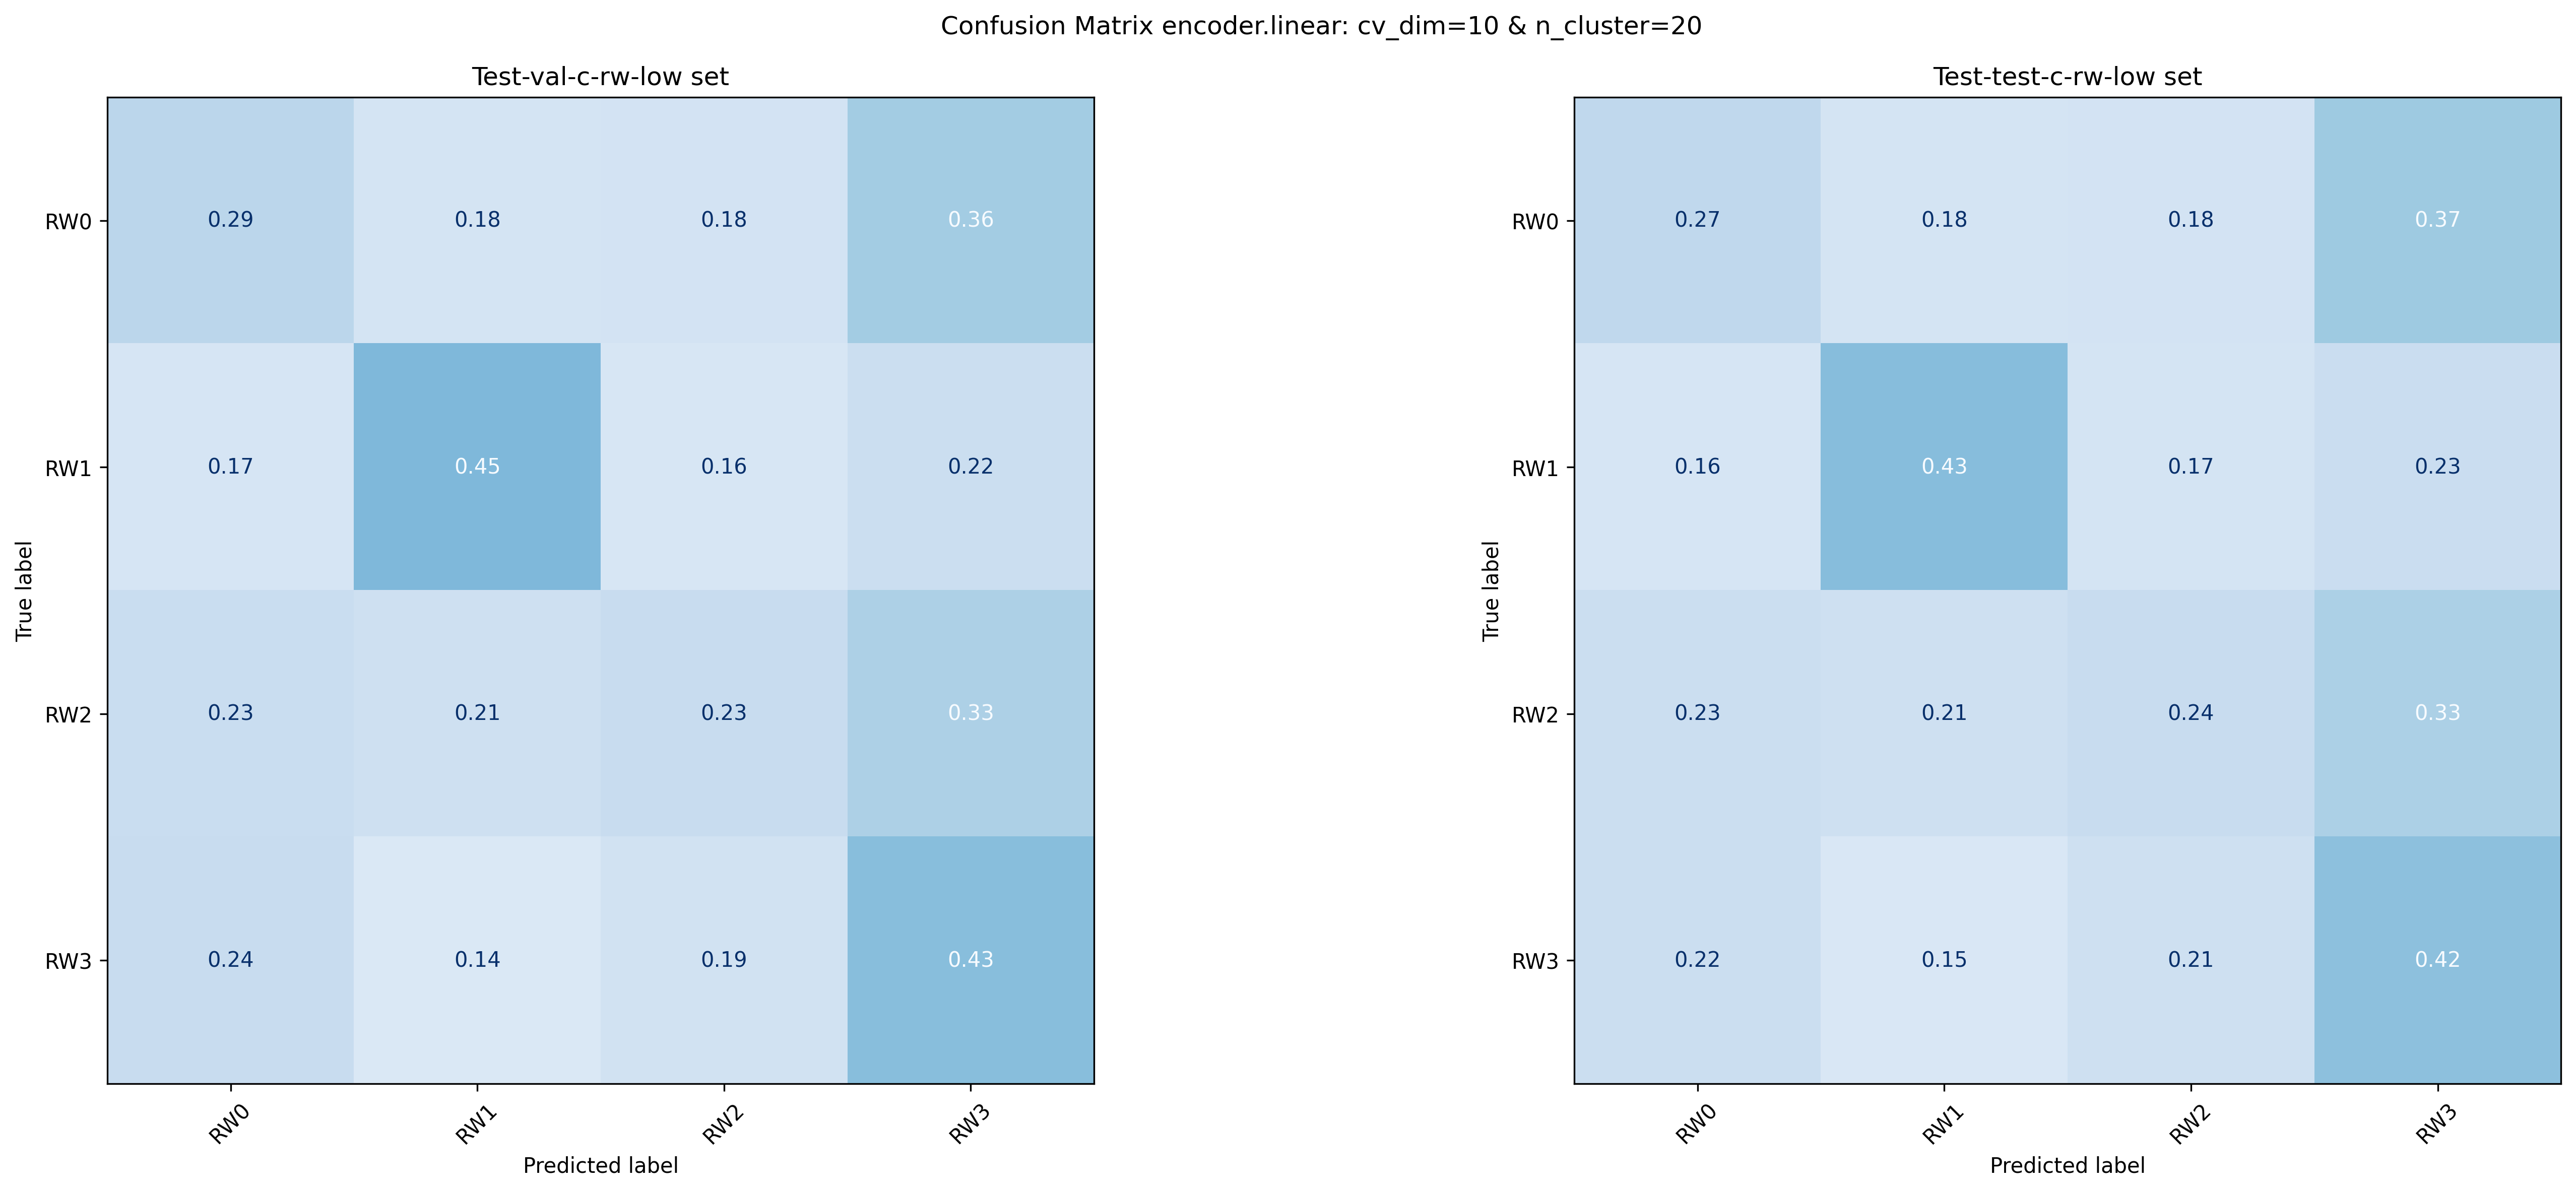 Confusion Matrix encoder.linear: cv_dim=10 & n_cluster=20
Test-val-c-rw-low set
RW0 0.29 0.18 0.18 0.36
RW1 0.17 0.45 0.16 0.22
RW2 0.23 0.21 0.23 0.33
RW3 0.24 0.14 0.19 0.43
True label
RW0 RW1 RW2 RW3
Predicted label
Test-test-c-rw-low set
RW0 0.27 0.18 0.18 0.37
RW1 0.16 0.43 0.17 0.23
RW2 0.23 0.21 0.24 0.33
RW3 0.22 0.15 0.21 0.42
True label
RW0 RW1 RW2 RW3
Predicted label